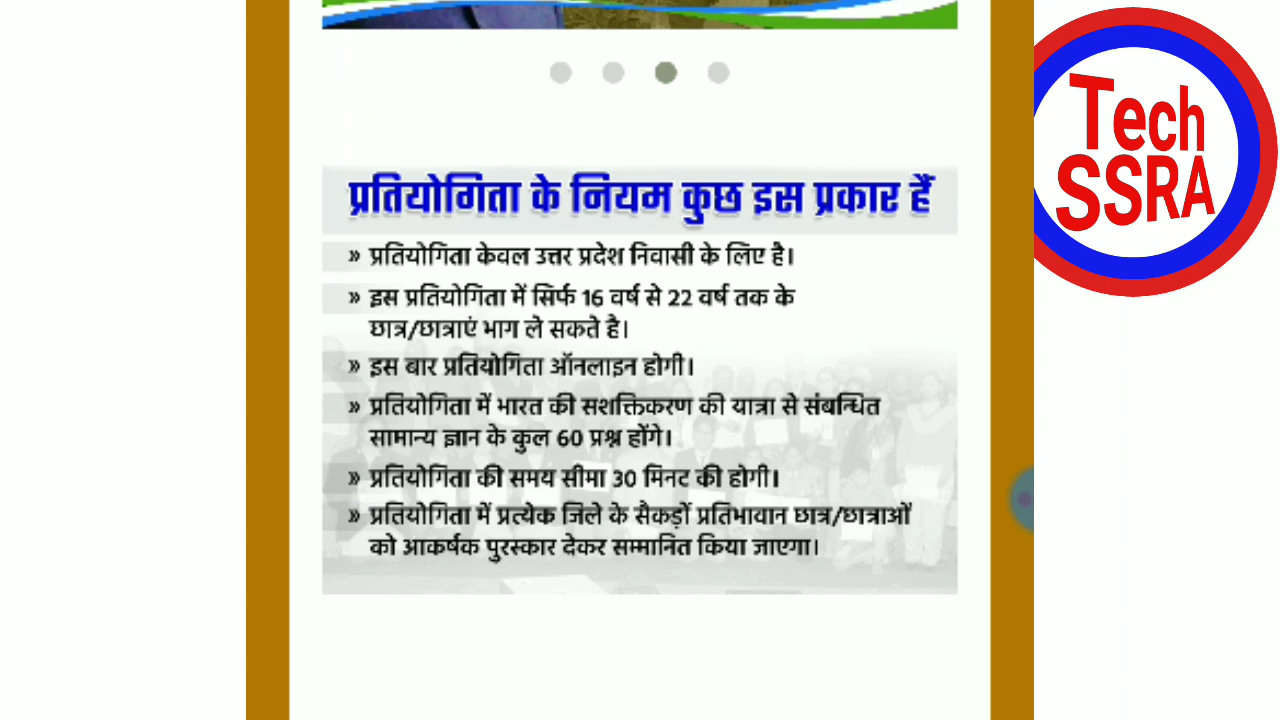 Tech
SSRA
प्रतियोगिता के नियम कुछ इस प्रकार हैं
» प्रतियोगिता केवल उत्तर प्रदेश निवासी के लिए है।
» इस प्रतियोगिता में सिर्फ 16 वर्ष से 22 वर्ष तक के
छात्र/छात्राएं भाग ले सकते है।
» इस बार प्रतियोगिता ऑनलाइन होगी।
» प्रतियोगिता में भारत की सशक्तिकरण की यात्रा से संबन्धित
सामान्य ज्ञान के कुल 60 प्रश्न होंगे।
» प्रतियोगिता की समय सीमा 30 मिनट की होगी।
» प्रतियोगिता में प्रत्येक जिले के सैकड़ों प्रतिभावान छात्र/छात्राओं
को आकर्षक पुरस्कार देकर सम्मानित किया जाएगा।